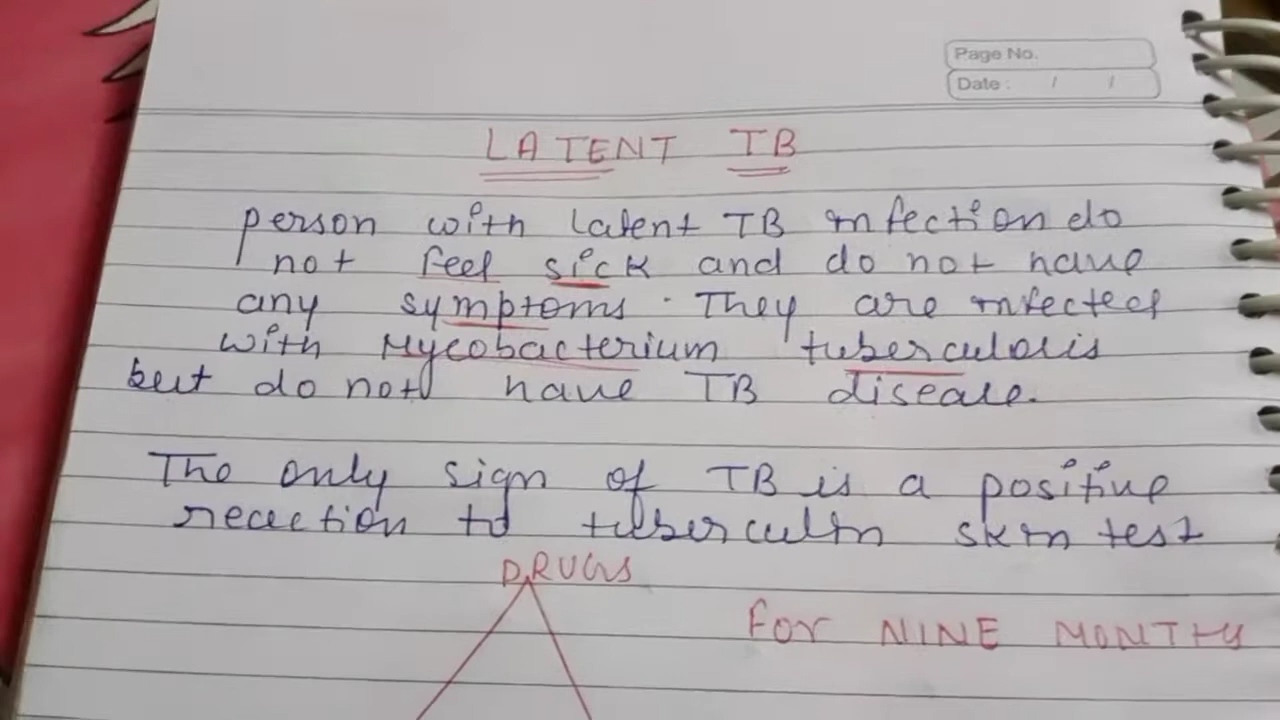 Page No.
Date : / /
LATENT TB
person with latent TB infection do
not feel sick and do not have
any symptoms. They are infected
with Mycobacterium tuberculosis
but do not have TB disease.
The only sign of TB is a positive
reaction to tuberculin skin test
DRUGS
FOR NINE MONTHS